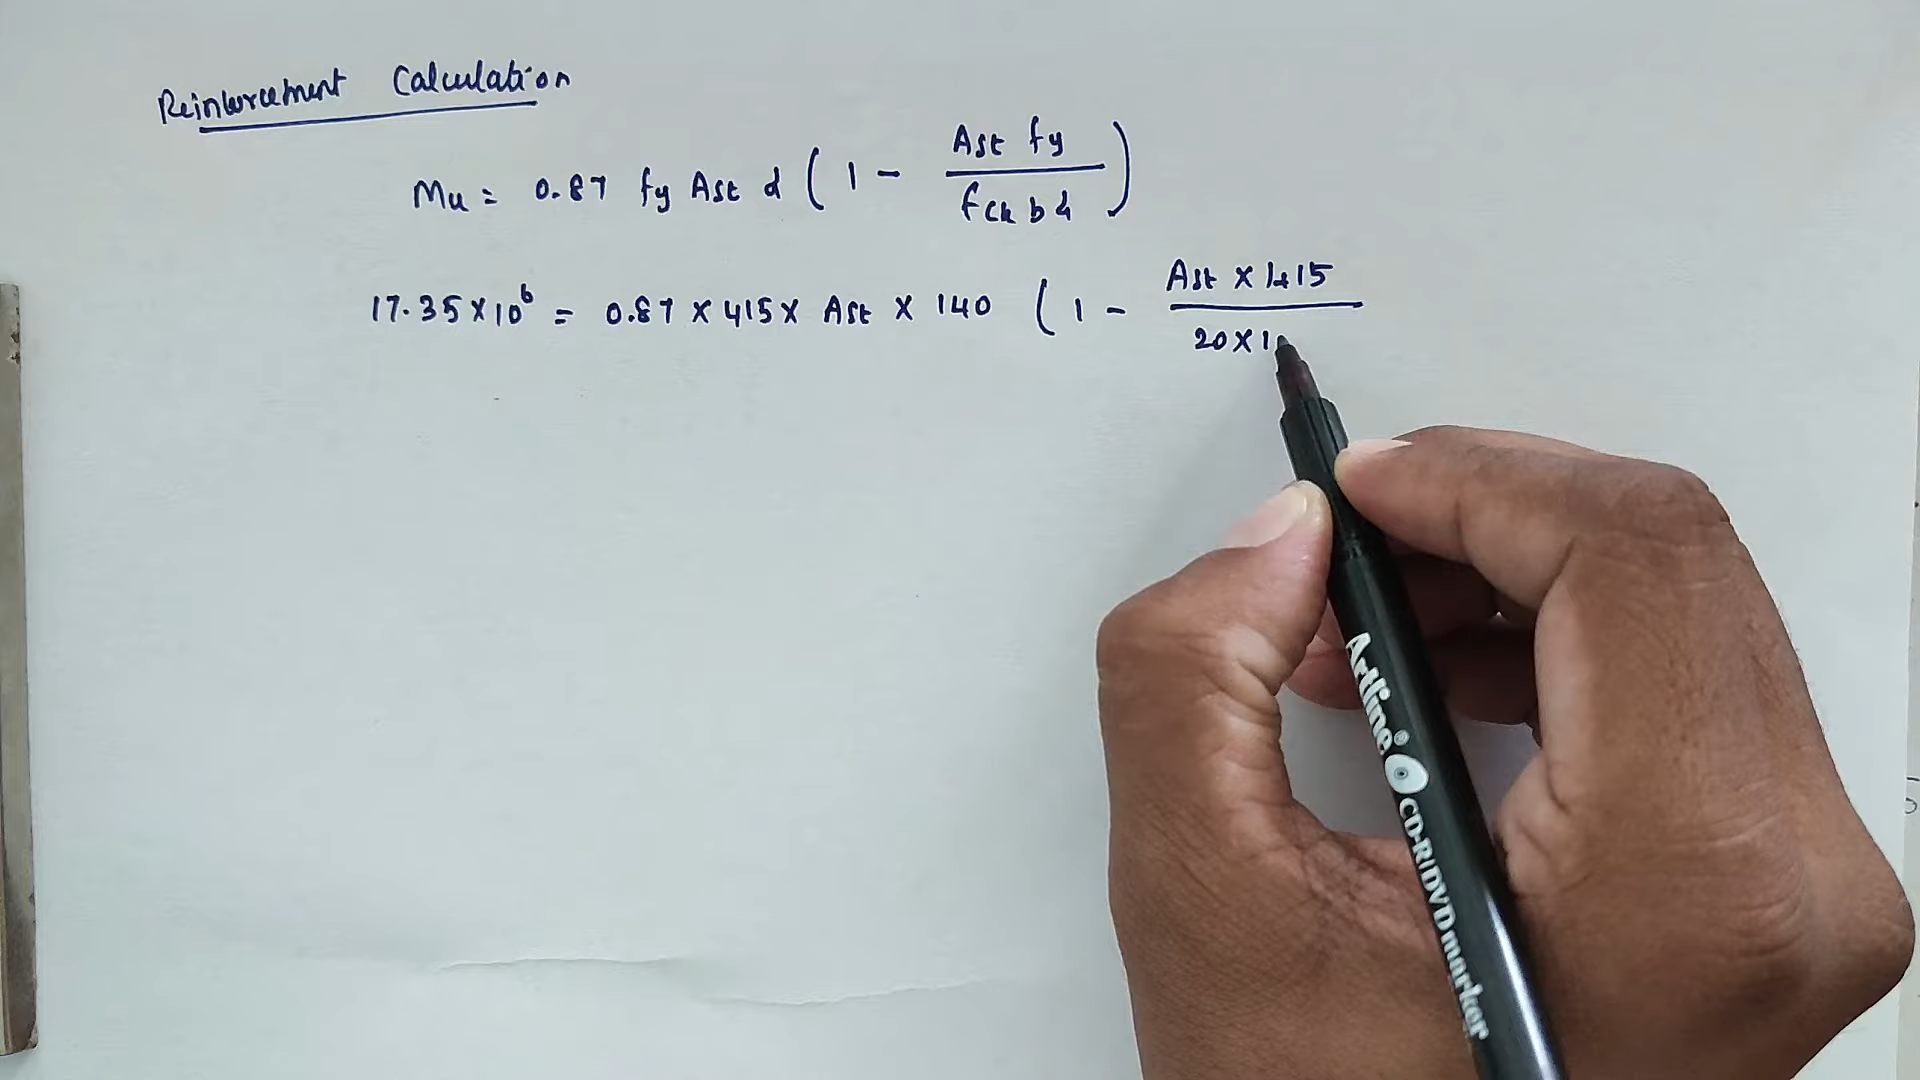 Reinforcement Calculation
Mu = 0.87 fy Ast d ( 1 - Ast fy / fck b d )
17.35 x 10^6 = 0.87 x 415 x Ast x 140 ( 1 - Ast x 415 / 20 x 1
Artline® CD-R/DVD marker